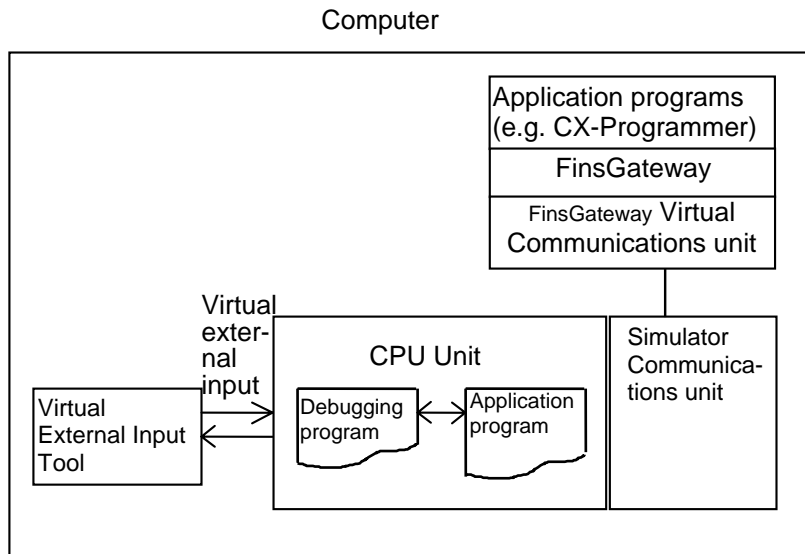 Computer
Application programs
(e.g. CX-Programmer)
FinsGateway
FinsGateway Virtual
Communications unit
Virtual
exter-
nal
input
CPU Unit
Simulator
Communica-
tions unit
Virtual
External Input
Tool
Debugging
program
Application
program